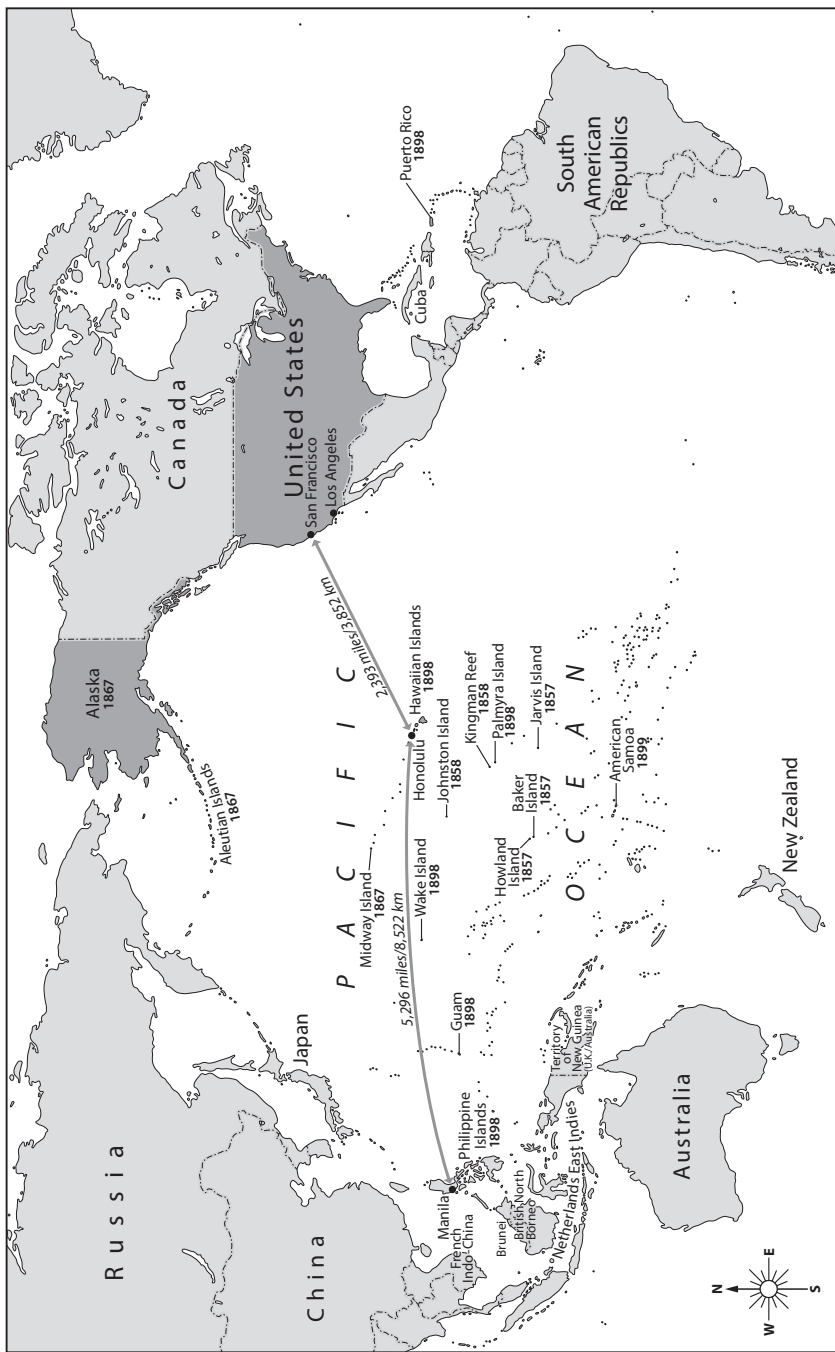 Russia
China
Japan
Alaska
1867
Aleutian Islands
1867
Canada
United States
San Francisco
Los Angeles
2,393 miles/3,852 km
5,296 miles/8,522 km
PACIFIC
OCEAN
Midway Island
1867
Honolulu
Hawaiian Islands
1898
Wake Island
1898
Johnston Island
1858
Kingman Reef
1858
Palmyra Island
1898
Guam
1898
Howland
Island
1857
Baker
Island
1857
Jarvis Island
1857
American
Samoa
1899
Manila
Philippine
Islands
1898
French
Indo-China
Brunei
British North
Borneo
Netherlands East Indies
Territory
of
New Guinea
(U.K./Australia)
Australia
New Zealand
Cuba
Puerto Rico
1898
South
American
Republics
N
W
E
S